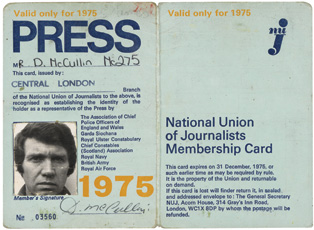 Valid only for 1975
PRESS
MR D. McCullin No 275
This card, issued by:
CENTRAL LONDON
Branch
of the National Union of Journalists to the above, is
recognised as establishing the identity of the
holder as a representative of the Press by
The Association of Chief
Police Officers of
England and Wales
Garda Siochana
Royal Ulster Constabulary
Chief Constables
(Scotland) Association
Royal Navy
British Army
Royal Air Force
1975
Member's Signature
No 03560
D. McCullin
Valid only for 1975
nuj
National Union
of Journalists
Membership Card
This card expires on 31 December, 1975, or
such earlier time as may be required by rule.
It is the property of the Union and returnable
on demand.
If this card is lost will finder return it, in sealed
and addressed envelope to: The General Secretary
NUJ, Acorn House, 314 Gray's Inn Road,
London, WC1X 8DP by whom the postage will be
refunded.